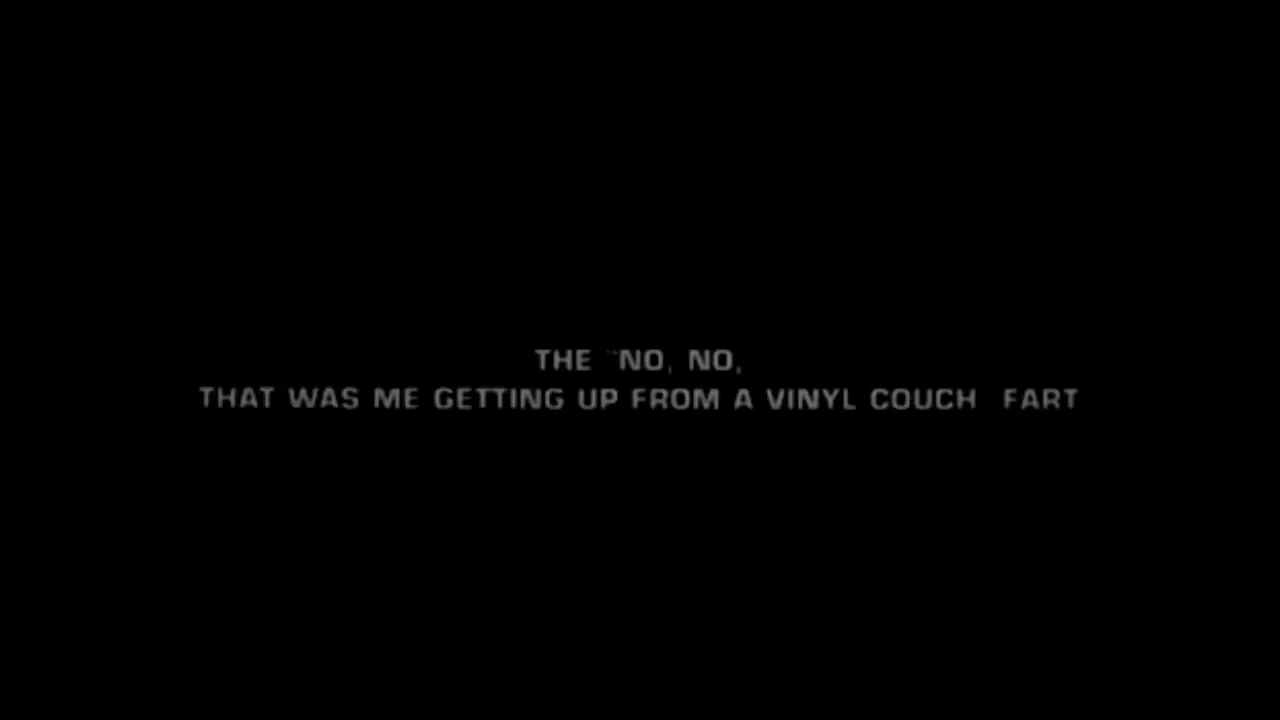 THE "NO, NO,
THAT WAS ME GETTING UP FROM A VINYL COUCH  FART